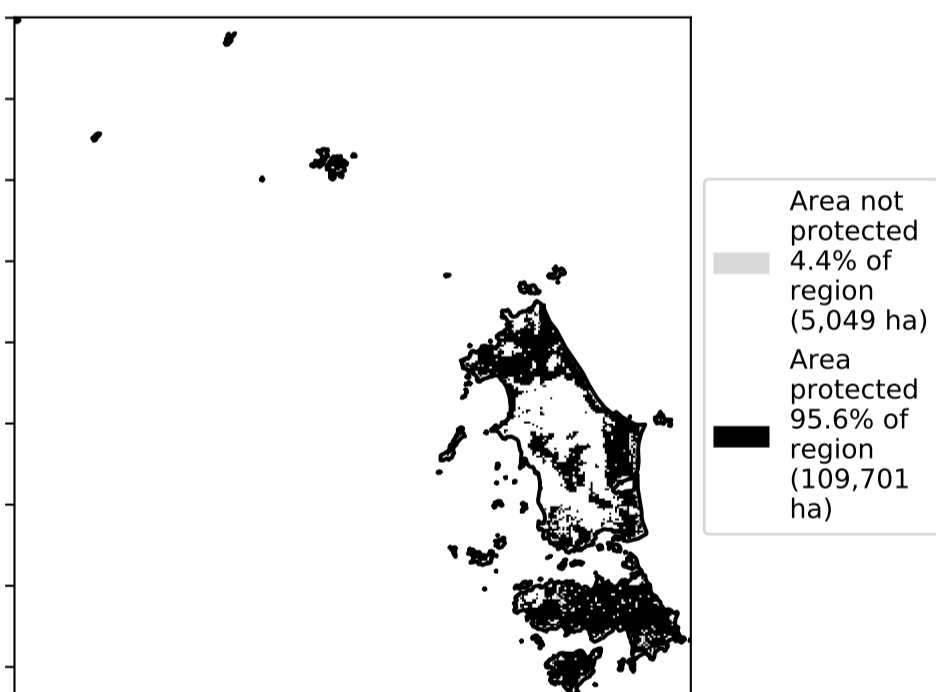 Area not
protected
4.4% of
region
(5,049 ha)
Area
protected
95.6% of
region
(109,701
ha)